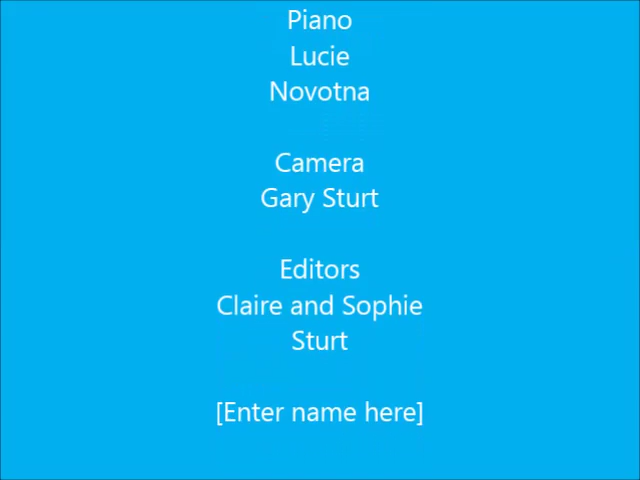 Piano
Lucie
Novotna
Camera
Gary Sturt
Editors
Claire and Sophie
Sturt
[Enter name here]